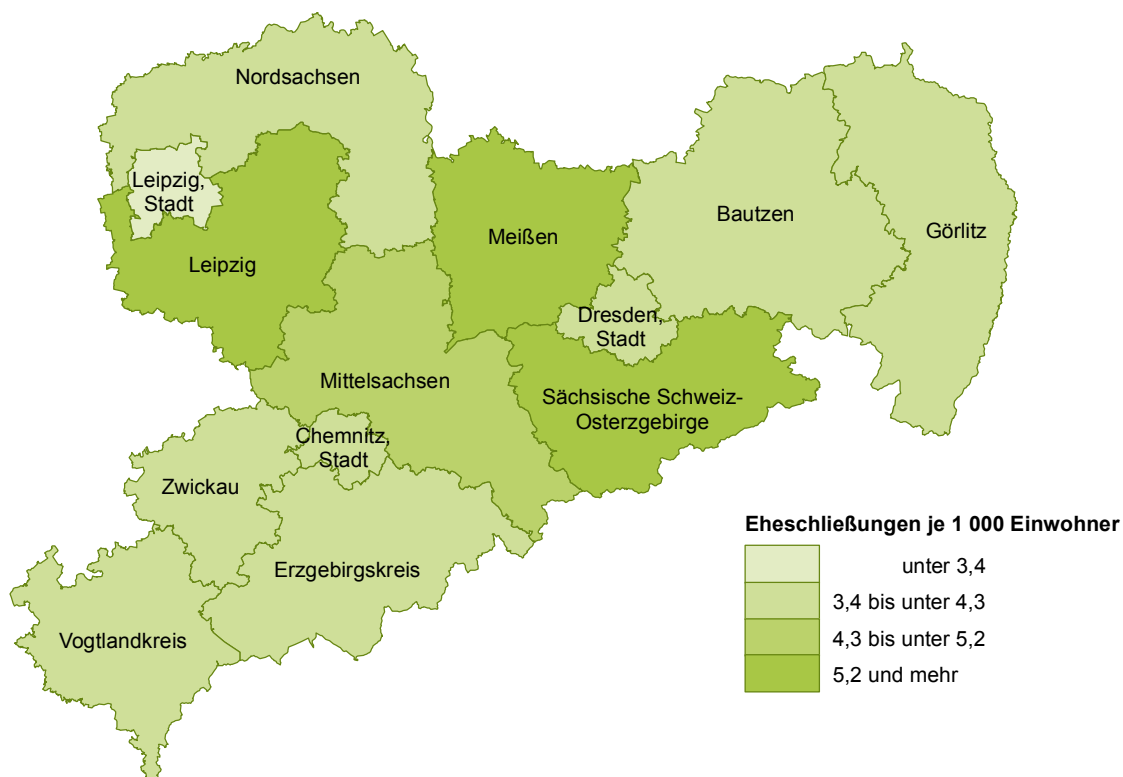 Nordsachsen
Leipzig,
Stadt
Leipzig
Meißen
Bautzen
Görlitz
Dresden,
Stadt
Mittelsachsen
Sächsische Schweiz-
Osterzgebirge
Chemnitz,
Stadt
Zwickau
Erzgebirgskreis
Vogtlandkreis
Eheschließungen je 1 000 Einwohner
unter 3,4
3,4 bis unter 4,3
4,3 bis unter 5,2
5,2 und mehr